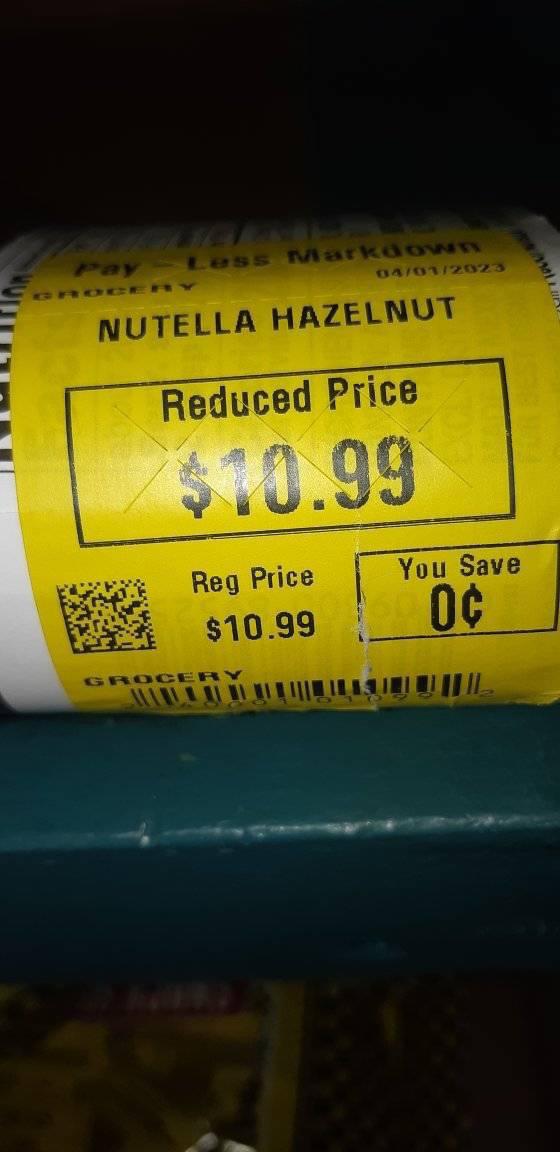 Pay - Less Markdown
04/01/2023
GROCERY
NUTELLA HAZELNUT
Reduced Price
$10.99
Reg Price
$10.99
You Save
0¢
GROCERY